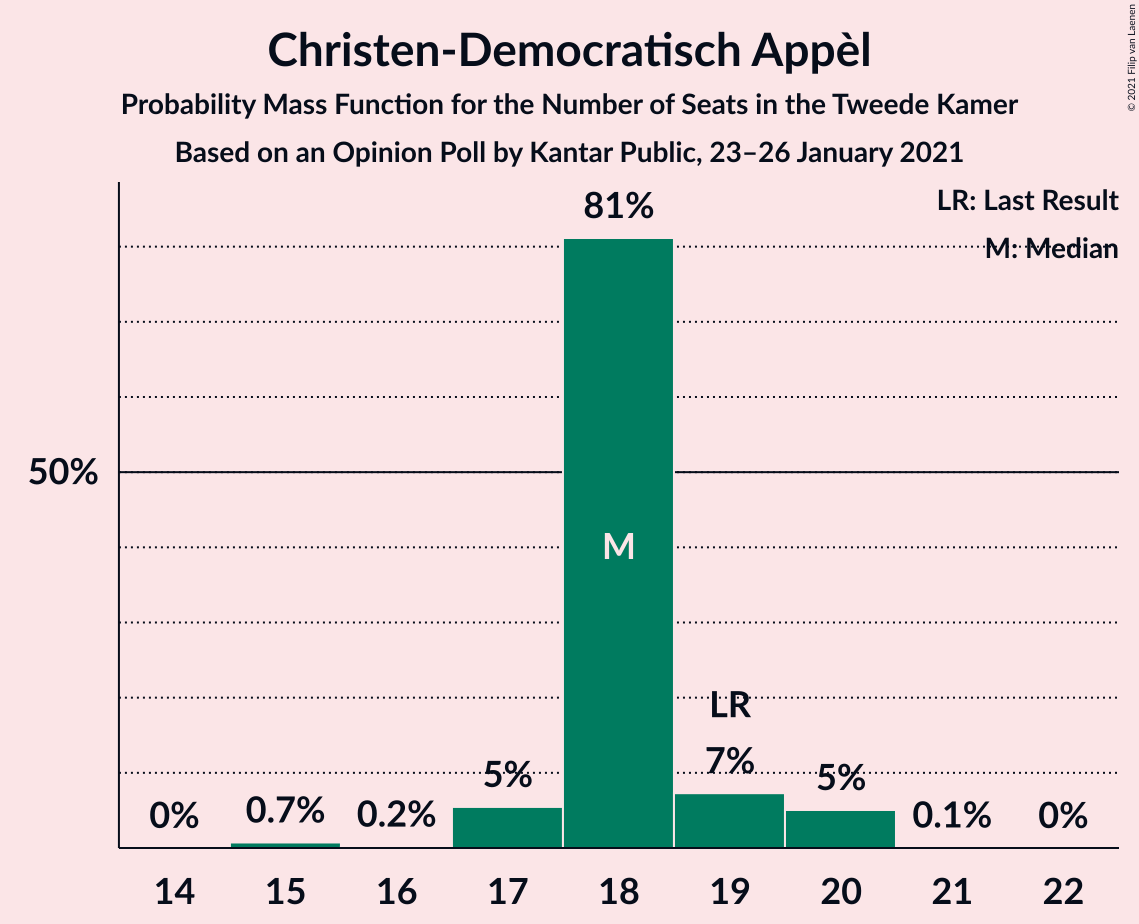 Christen-Democratisch Appèl
Probability Mass Function for the Number of Seats in the Tweede Kamer
Based on an Opinion Poll by Kantar Public, 23–26 January 2021
© 2021 Filip van Laenen
LR: Last Result
M: Median
81%
50%
M
LR
0%
0.7%
0.2%
5%
7%
5%
0.1%
0%
14 15 16 17 18 19 20 21 22